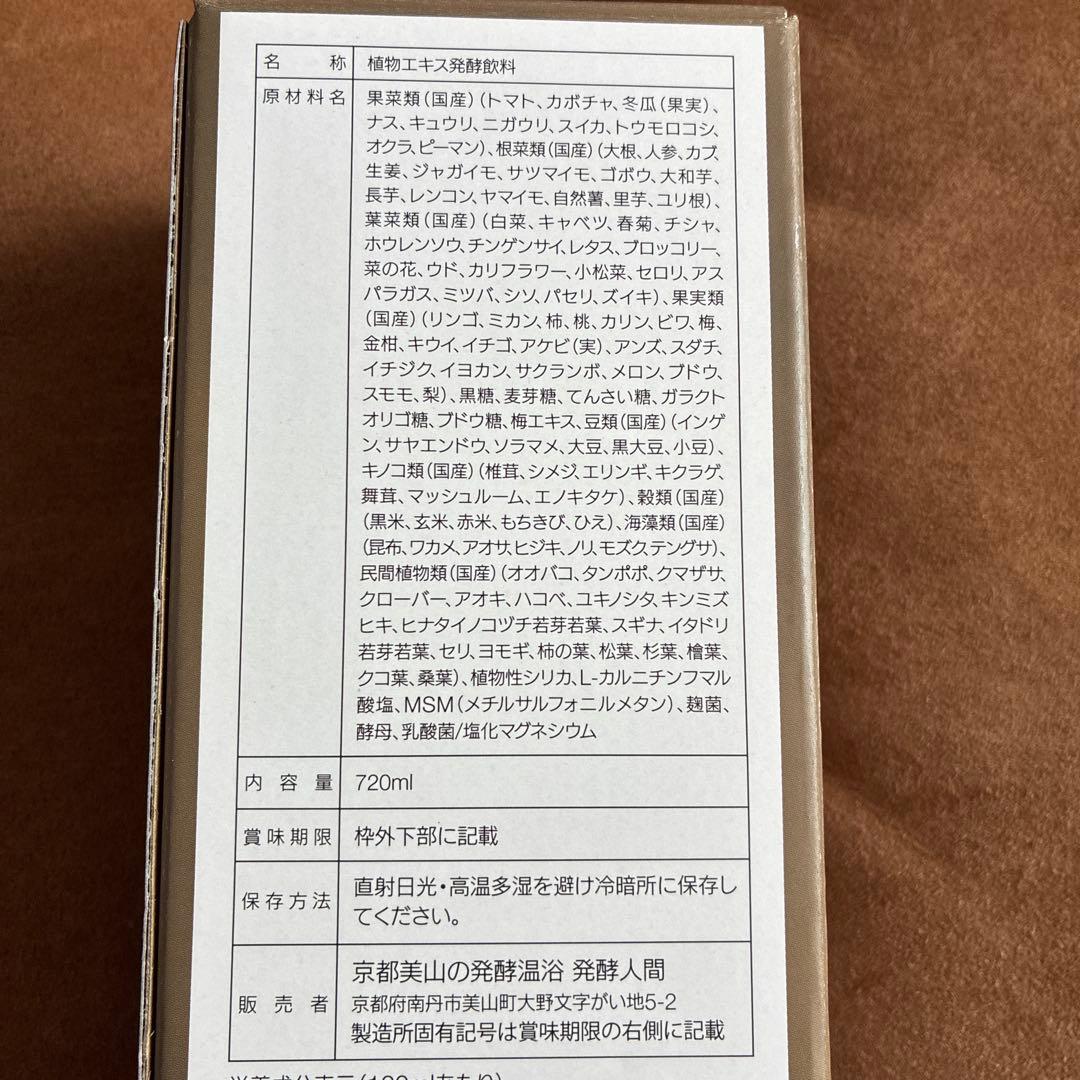 名称 植物エキス発酵飲料
原材料名 果菜類(国産)(トマト、カボチャ、冬瓜(果実)、
ナス、キュウリ、ニガウリ、スイカ、トウモロコシ、
オクラ、ピーマン)、根菜類(国産)(大根、人参、カブ、
生姜、ジャガイモ、サツマイモ、ゴボウ、大和芋、
長芋、レンコン、ヤマイモ、自然薯、里芋、ユリ根)、
葉菜類(国産)(白菜、キャベツ、春菊、チシャ、
ホウレンソウ、チンゲンサイ、レタス、ブロッコリー、
菜の花、ウド、カリフラワー、小松菜、セロリ、アス
パラガス、ミツバ、シソ、パセリ、ズイキ)、果実類
(国産)(リンゴ、ミカン、柿、桃、カリン、ビワ、梅、
金柑、キウイ、イチゴ、アケビ(実)、アンズ、スダチ、
イチジク、イヨカン、サクランボ、メロン、ブドウ、
スモモ、梨)、黒糖、麦芽糖、てんさい糖、ガラクト
オリゴ糖、ブドウ糖、梅エキス、豆類(国産)(インゲ
ン、サヤエンドウ、ソラマメ、大豆、黒大豆、小豆)、
キノコ類(国産)(椎茸、シメジ、エリンギ、キクラゲ、
舞茸、マッシュルーム、エノキタケ)、穀類(国産)
(黒米、玄米、赤米、もちきび、ひえ)、海藻類(国産)
(昆布、ワカメ、アオサ、ヒジキ、ノリ、モズク、テングサ)、
民間植物類(国産)(オオバコ、タンポポ、クマザサ、
クローバー、アオキ、ハコベ、ユキノシタ、キンミズ
ヒキ、ヒナタイノコヅチ若芽若葉、スギナ、イタドリ
若芽若葉、セリ、ヨモギ、柿の葉、松葉、杉葉、檜葉、
クコ葉、桑葉)、植物性シリカ、L-カルニチンフマル
酸塩、MSM(メチルサルフォニルメタン)、麹菌、
酵母、乳酸菌/塩化マグネシウム
内容量 720ml
賞味期限 枠外下部に記載
保存方法 直射日光・高温多湿を避け冷暗所に保存し
てください。
販売者 京都美山の発酵温浴 発酵人間
京都府南丹市美山町大野文字がい地5-2
製造所固有記号は賞味期限の右側に記載